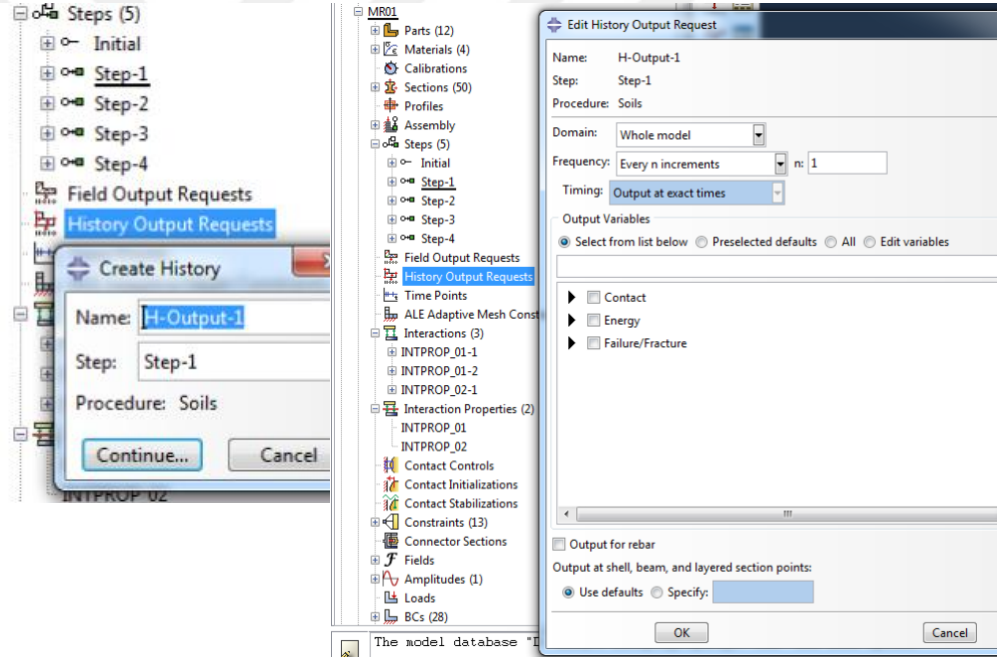 Steps (5)
Initial
Step-1
Step-2
Step-3
Step-4
Field Output Requests
History Output Requests
Create History
Name: H-Output-1
Step: Step-1
Procedure: Soils
Continue...
Cancel
INTPROP_02
MR01
Parts (12)
Materials (4)
Calibrations
Sections (50)
Profiles
Assembly
Steps (5)
Initial
Step-1
Step-2
Step-3
Step-4
Field Output Requests
History Output Requests
Time Points
ALE Adaptive Mesh Const
Interactions (3)
INTPROP_01-1
INTPROP_01-2
INTPROP_02-1
Interaction Properties (2)
INTPROP_01
INTPROP_02
Contact Controls
Contact Initializations
Contact Stabilizations
Constraints (13)
Connector Sections
Fields
Amplitudes (1)
Loads
BCs (28)
The model database "D
Edit History Output Request
Name: H-Output-1
Step: Step-1
Procedure: Soils
Domain: Whole model
Frequency: Every n increments n: 1
Timing: Output at exact times
Output Variables
Select from list below Preselected defaults All Edit variables
Contact
Energy
Failure/Fracture
Output for rebar
Output at shell, beam, and layered section points:
Use defaults Specify:
OK Cancel